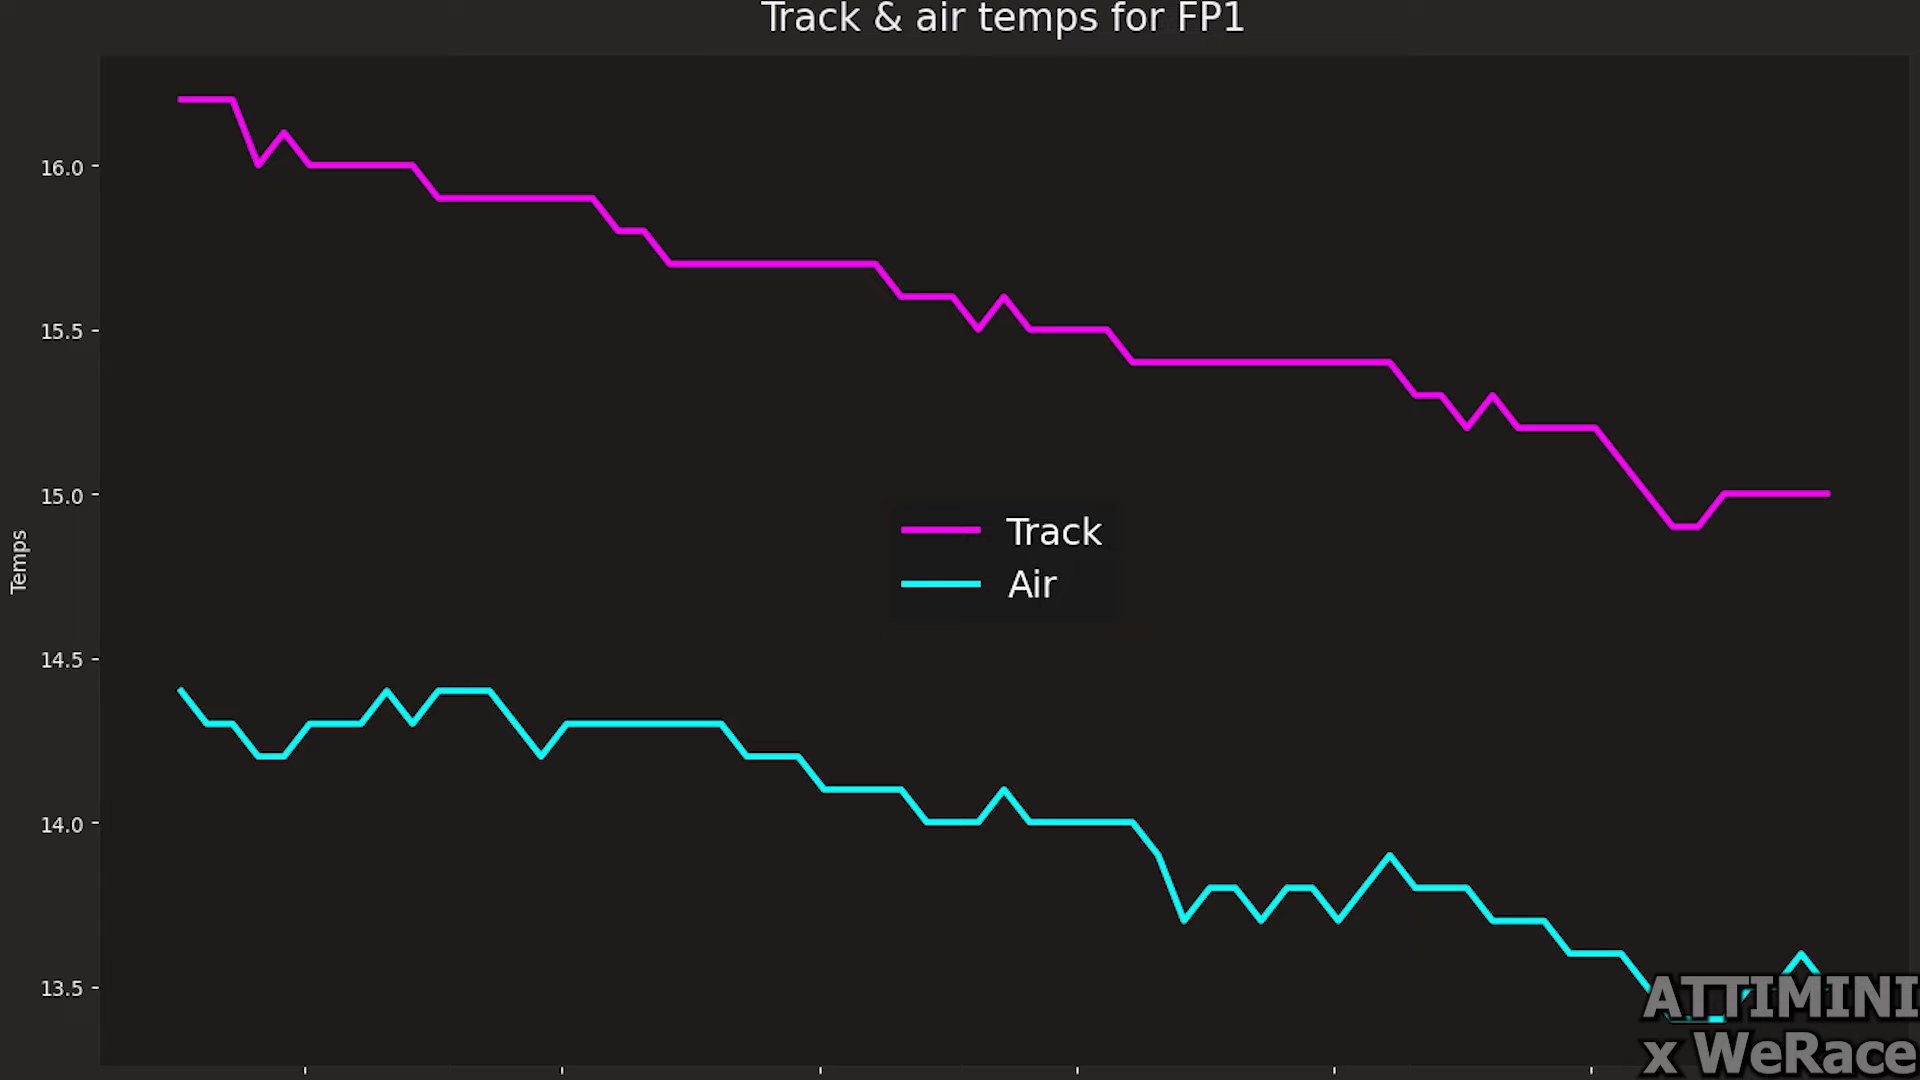 Track & air temps for FP1
16.0
15.5
15.0
14.5
14.0
13.5
Temps
Track
Air
ATTIMINI
x WeRace